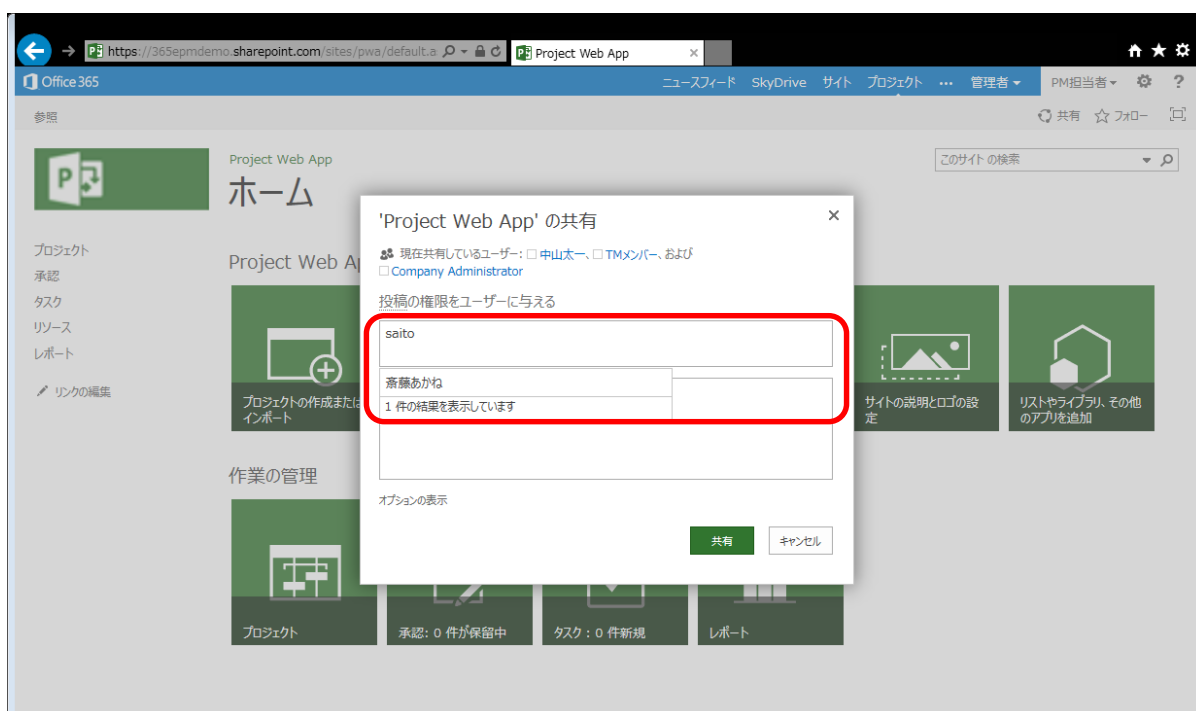 https://365epmdemo.sharepoint.com/sites/pwa/default.a
Project Web App
Office 365
ニュースフィード SkyDrive サイト プロジェクト ••• 管理者 PM担当者 ?
参照
共有 フォロー
Project Web App
ホーム
このサイト の検索
プロジェクト
承認
タスク
リソース
レポート
リンクの編集
Project Web A
プロジェクトの作成または
インポート
サイトの説明とロゴの設
定
リストやライブラリ、その他
のアプリを追加
'Project Web App' の共有
現在共有しているユーザー: 中山太一、 TMメンバー、および
Company Administrator
投稿の権限をユーザーに与える
saito
斎藤あかね
1 件の結果を表示しています
オプションの表示
共有 キャンセル
作業の管理
プロジェクト
承認: 0 件が保留中
タスク : 0 件新規
レポート